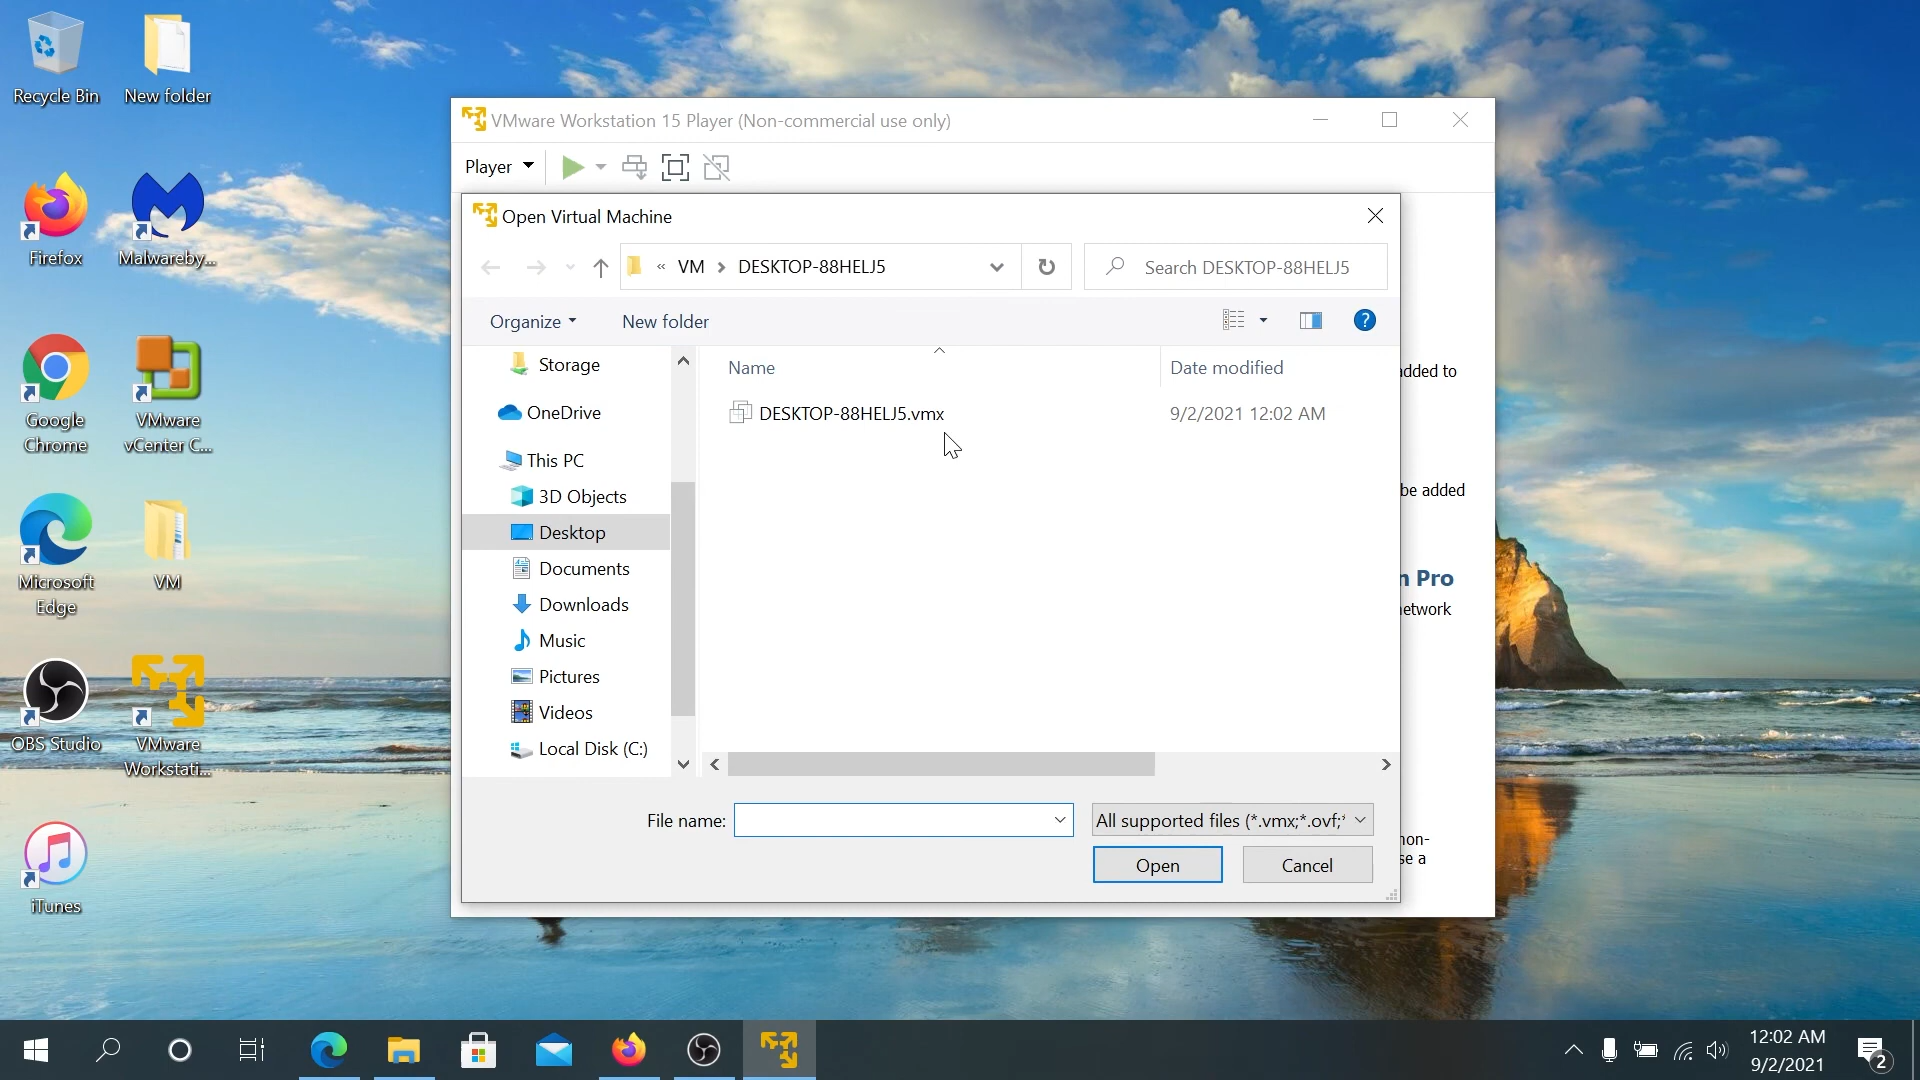 Recycle Bin
New folder
Firefox
Malwareby...
Google
Chrome
VMware
vCenter C...
Microsoft
Edge
VM
OBS Studio
VMware
Workstati...
iTunes
VMware Workstation 15 Player (Non-commercial use only)
Player
Open Virtual Machine
« VM > DESKTOP-88HELJ5
Search DESKTOP-88HELJ5
Organize
New folder
?
Storage
OneDrive
This PC
3D Objects
Desktop
Documents
Downloads
Music
Pictures
Videos
Local Disk (C:)
Name
Date modified
DESKTOP-88HELJ5.vmx
9/2/2021 12:02 AM
added to
be added
n Pro
etwork
non-
se a
File name:
All supported files (*.vmx;*.ovf;*
Open
Cancel
12:02 AM
9/2/2021
2